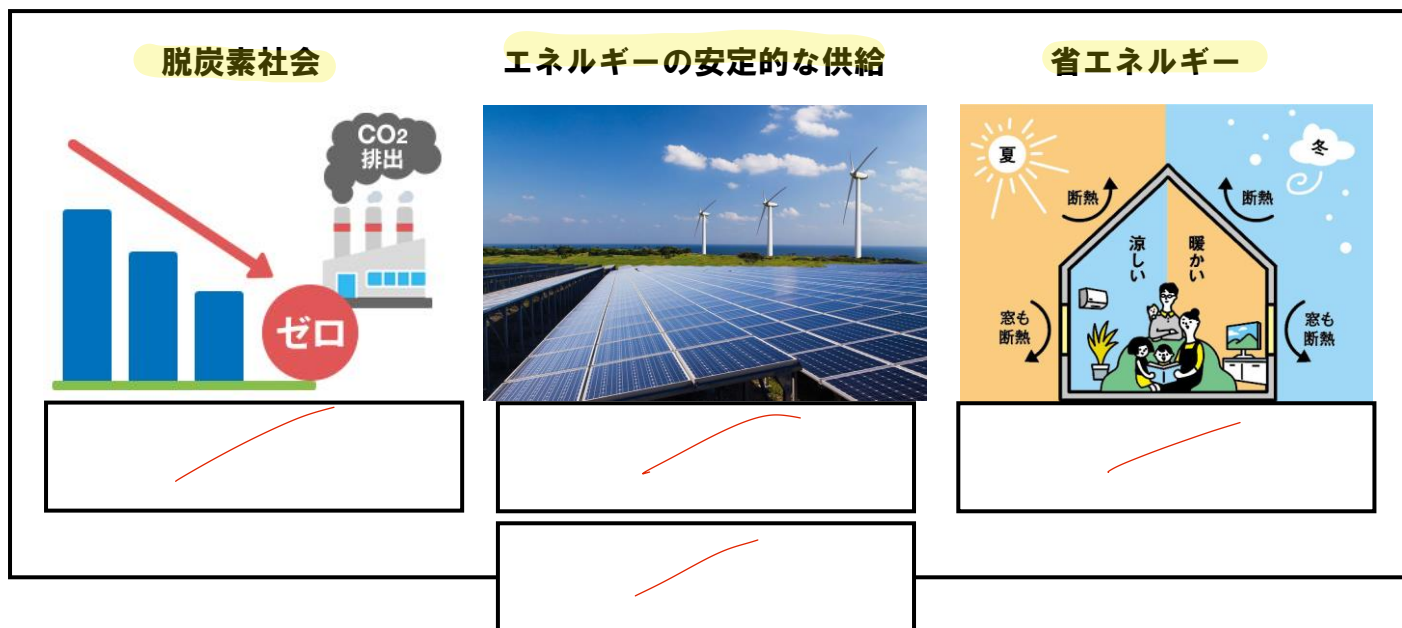 脱炭素社会
エネルギーの安定的な供給
省エネルギー
CO2
排出
ゼロ
夏
冬
断熱
断熱
涼しい
暖かい
窓も
断熱
窓も
断熱